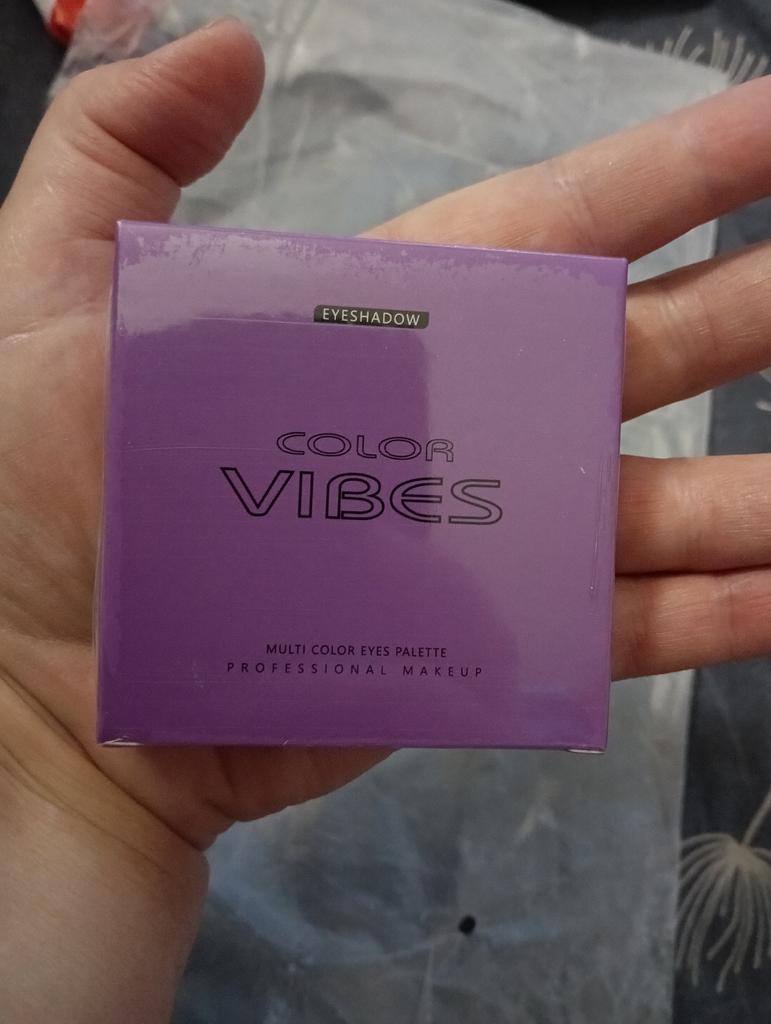 EYESHADOW
COLOR
VIBES
MULTI COLOR EYES PALETTE
PROFESSIONAL MAKEUP